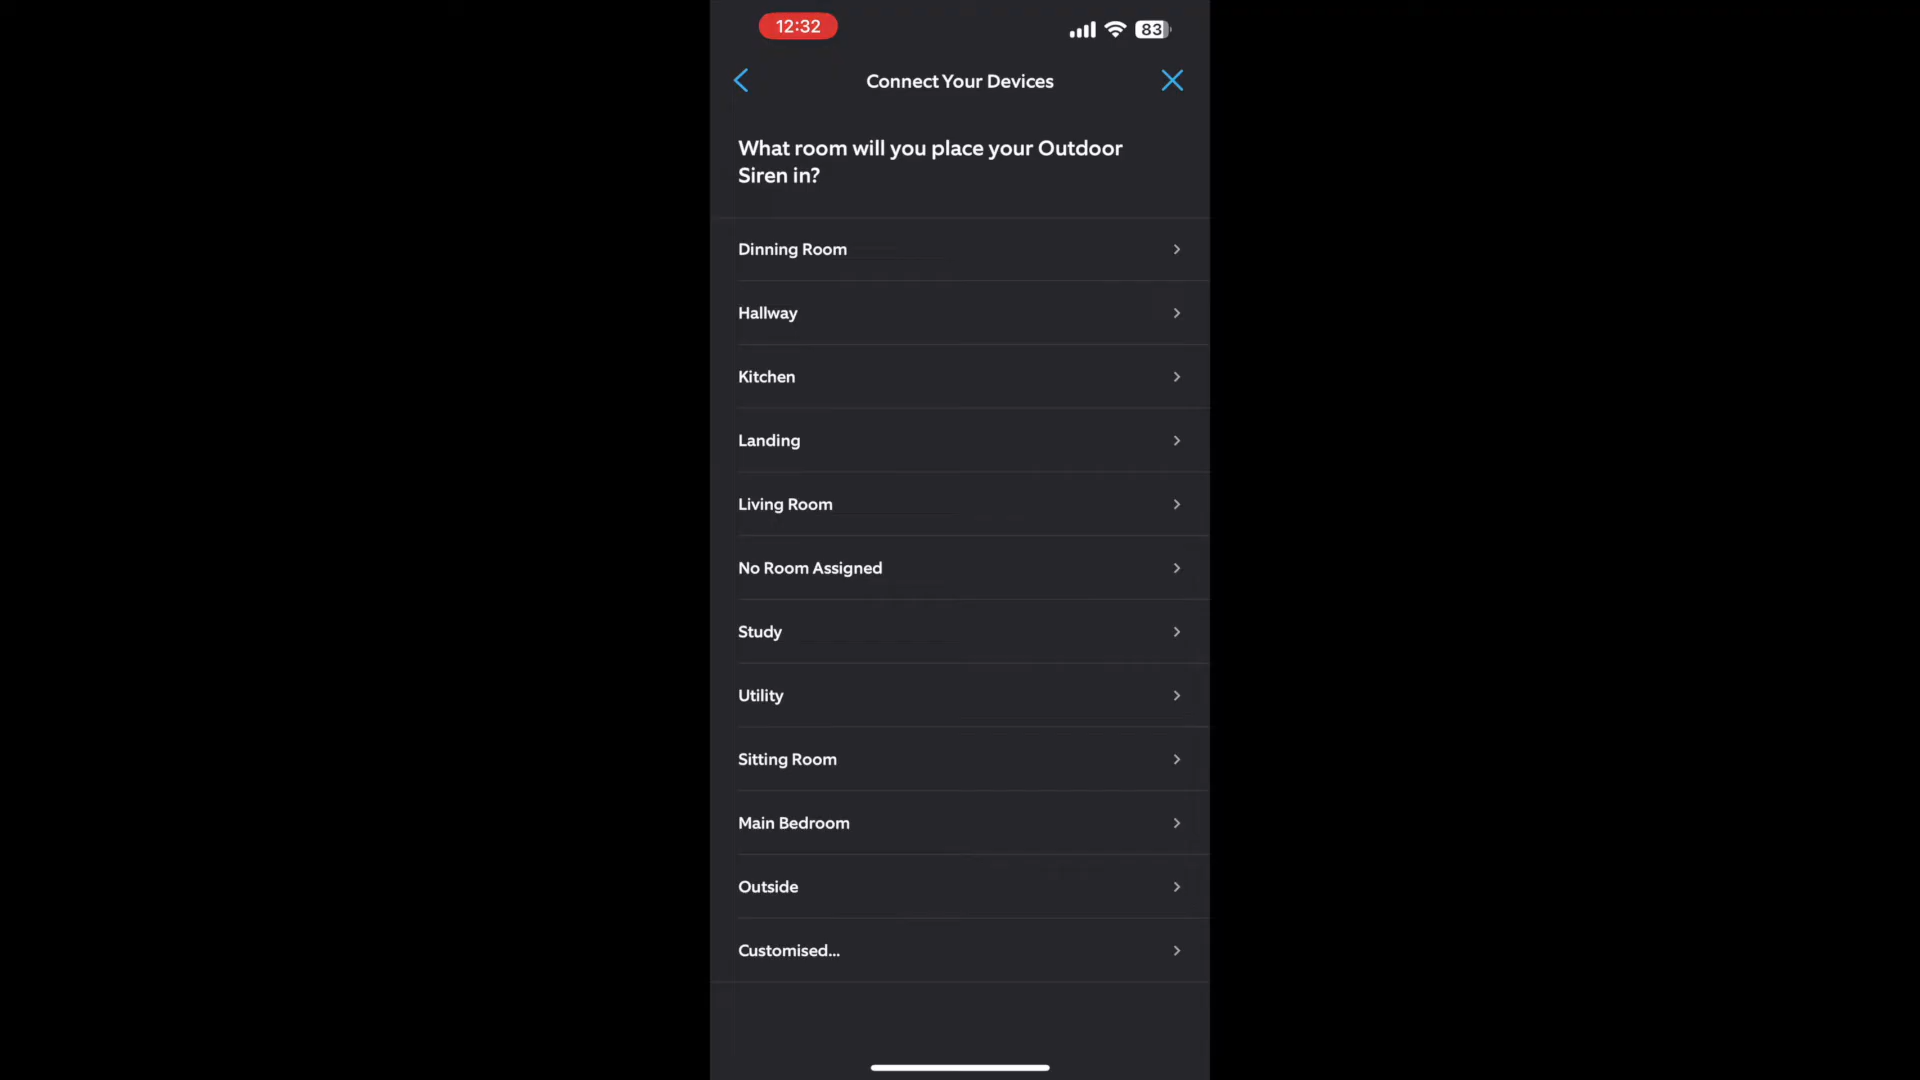 12:32
83
Connect Your Devices
What room will you place your Outdoor
Siren in?
Dinning Room
Hallway
Kitchen
Landing
Living Room
No Room Assigned
Study
Utility
Sitting Room
Main Bedroom
Outside
Customised...